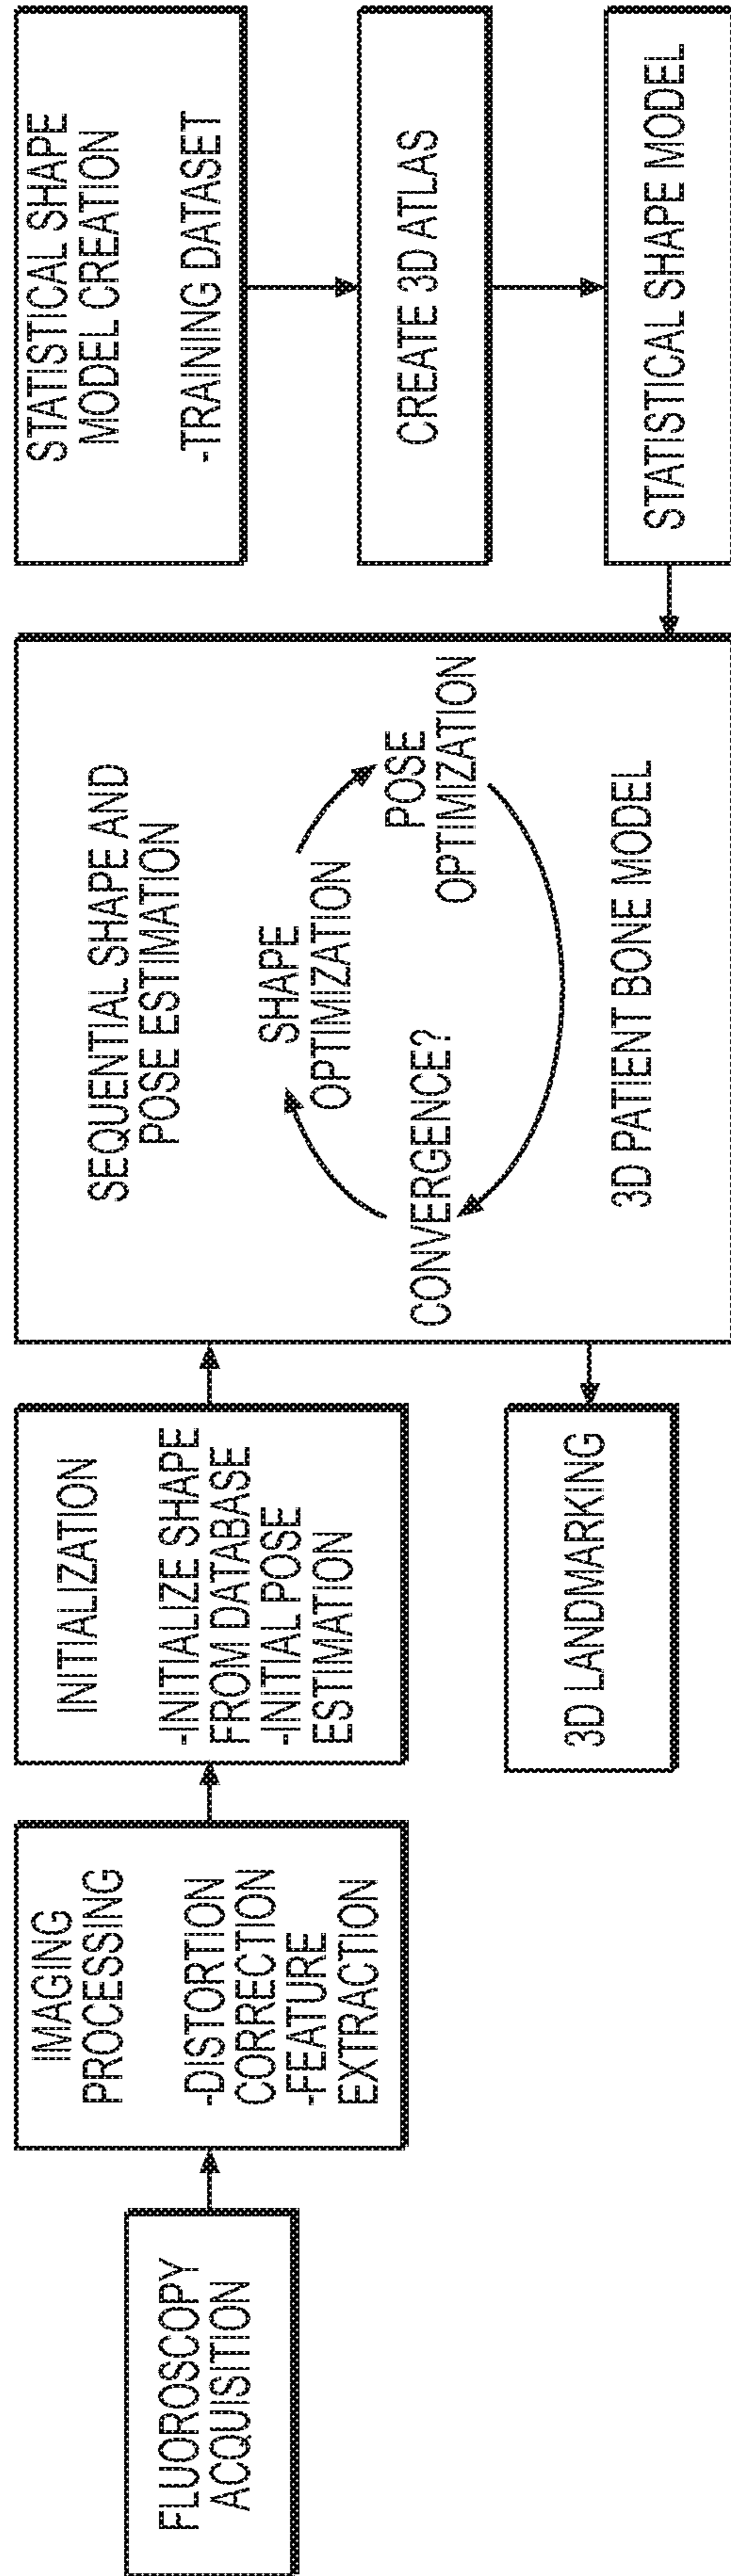 FLUOROSCOPY
ACQUISITION
IMAGING
PROCESSING
-DISTORTION
CORRECTION
-FEATURE
EXTRACTION
INITIALIZATION
-INITIALIZE SHAPE
FROM DATABASE
-INITIAL POSE
ESTIMATION
SEQUENTIAL SHAPE AND
POSE ESTIMATION
SHAPE
OPTIMIZATION
POSE
OPTIMIZATION
CONVERGENCE?
3D PATIENT BONE MODEL
3D LANDMARKING
STATISTICAL SHAPE
MODEL CREATION
-TRAINING DATASET
CREATE 3D ATLAS
STATISTICAL SHAPE MODEL